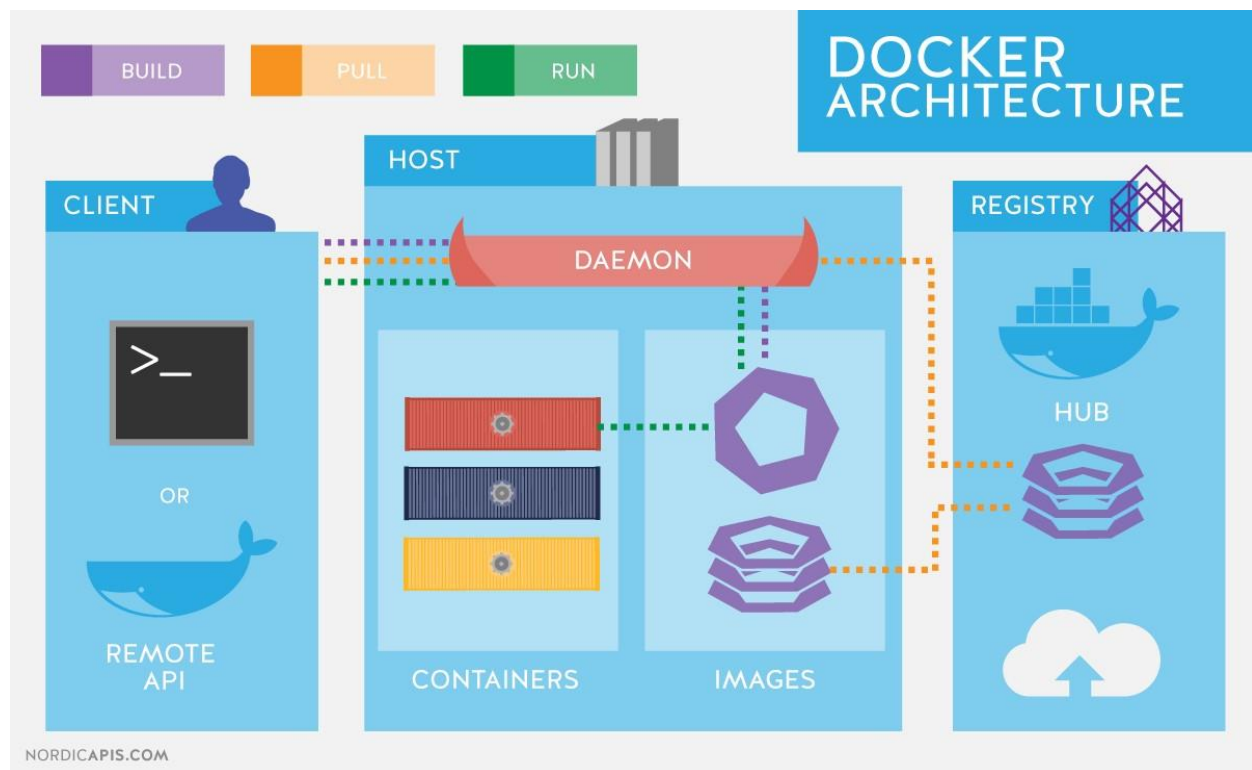 BUILD
PULL
RUN
DOCKER
ARCHITECTURE
CLIENT
>_
OR
REMOTE
API
HOST
DAEMON
CONTAINERS
IMAGES
REGISTRY
HUB
NORDICAPIS.COM